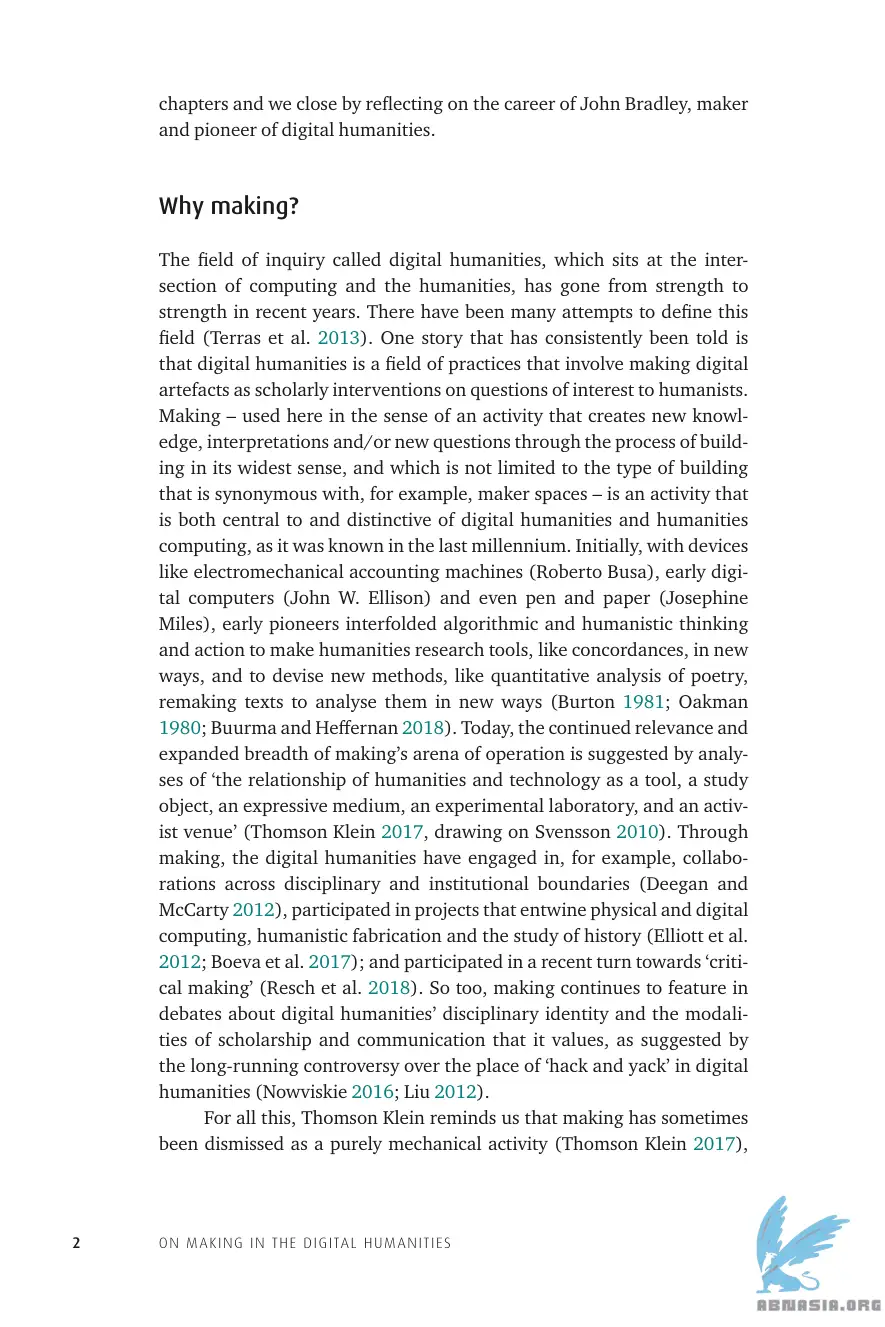 chapters and we close by reflecting on the career of John Bradley, maker
and pioneer of digital humanities.
Why making?
The field of inquiry called digital humanities, which sits at the inter-
section of computing and the humanities, has gone from strength to
strength in recent years. There have been many attempts to define this
field (Terras et al. 2013). One story that has consistently been told is
that digital humanities is a field of practices that involve making digital
artefacts as scholarly interventions on questions of interest to humanists.
Making – used here in the sense of an activity that creates new knowl-
edge, interpretations and/or new questions through the process of build-
ing in its widest sense, and which is not limited to the type of building
that is synonymous with, for example, maker spaces – is an activity that
is both central to and distinctive of digital humanities and humanities
computing, as it was known in the last millennium. Initially, with devices
like electromechanical accounting machines (Roberto Busa), early digi-
tal computers (John W. Ellison) and even pen and paper (Josephine
Miles), early pioneers interfolded algorithmic and humanistic thinking
and action to make humanities research tools, like concordances, in new
ways, and to devise new methods, like quantitative analysis of poetry,
remaking texts to analyse them in new ways (Burton 1981; Oakman
1980; Buurma and Heffernan 2018). Today, the continued relevance and
expanded breadth of making’s arena of operation is suggested by analy-
ses of ‘the relationship of humanities and technology as a tool, a study
object, an expressive medium, an experimental laboratory, and an activ-
ist venue’ (Thomson Klein 2017, drawing on Svensson 2010). Through
making, the digital humanities have engaged in, for example, collabo-
rations across disciplinary and institutional boundaries (Deegan and
McCarty 2012), participated in projects that entwine physical and digital
computing, humanistic fabrication and the study of history (Elliott et al.
2012; Boeva et al. 2017); and participated in a recent turn towards ‘criti-
cal making’ (Resch et al. 2018). So too, making continues to feature in
debates about digital humanities’ disciplinary identity and the modali-
ties of scholarship and communication that it values, as suggested by
the long-running controversy over the place of ‘hack and yack’ in digital
humanities (Nowviskie 2016; Liu 2012).
For all this, Thomson Klein reminds us that making has sometimes
been dismissed as a purely mechanical activity (Thomson Klein 2017),
2 ON MAKING IN THE DIGITAL HUMANITIES
ABNASIA.ORG